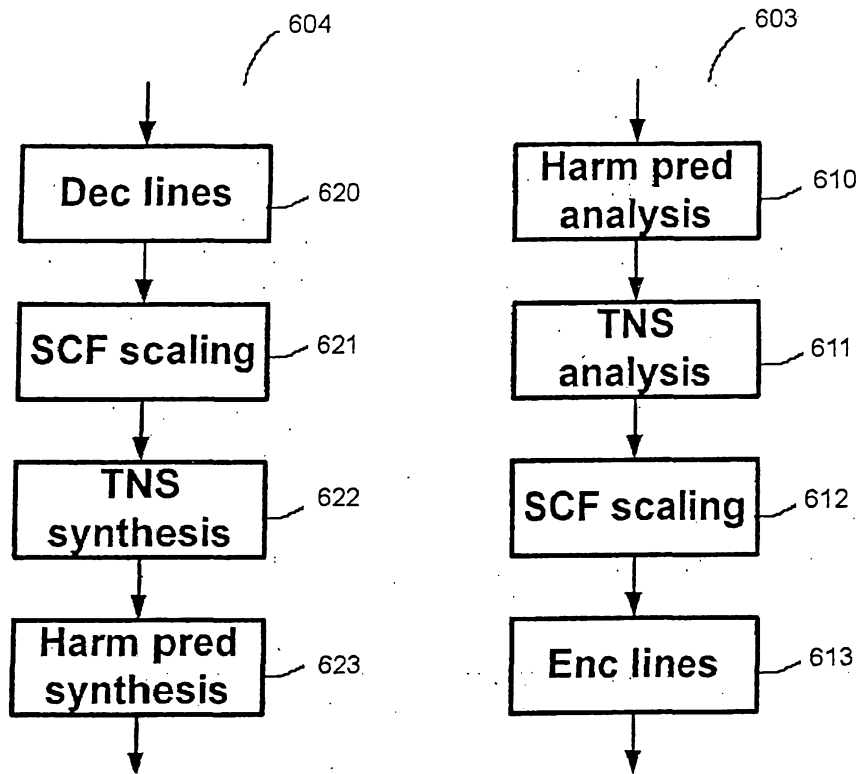 604
Dec lines
620
SCF scaling
621
TNS
synthesis
622
Harm pred
synthesis
623
603
Harm pred
analysis
610
TNS
analysis
611
SCF scaling
612
Enc lines
613